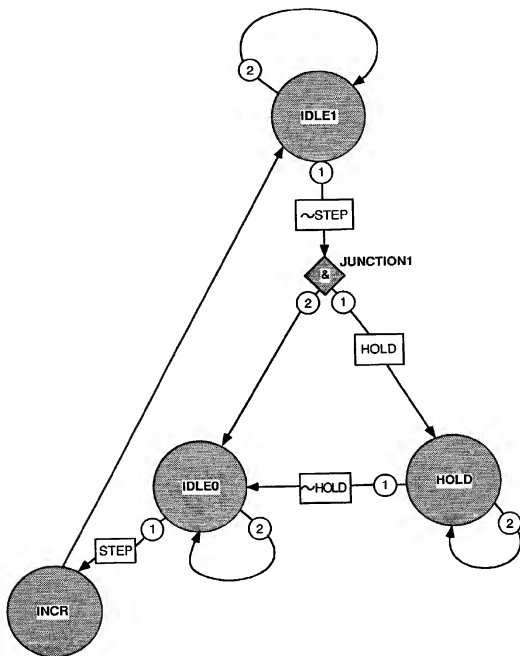 2
IDLE1
1
~STEP
JUNCTION1
&
2
1
HOLD
IDLE0
~HOLD
1
HOLD
STEP
1
2
2
INCR